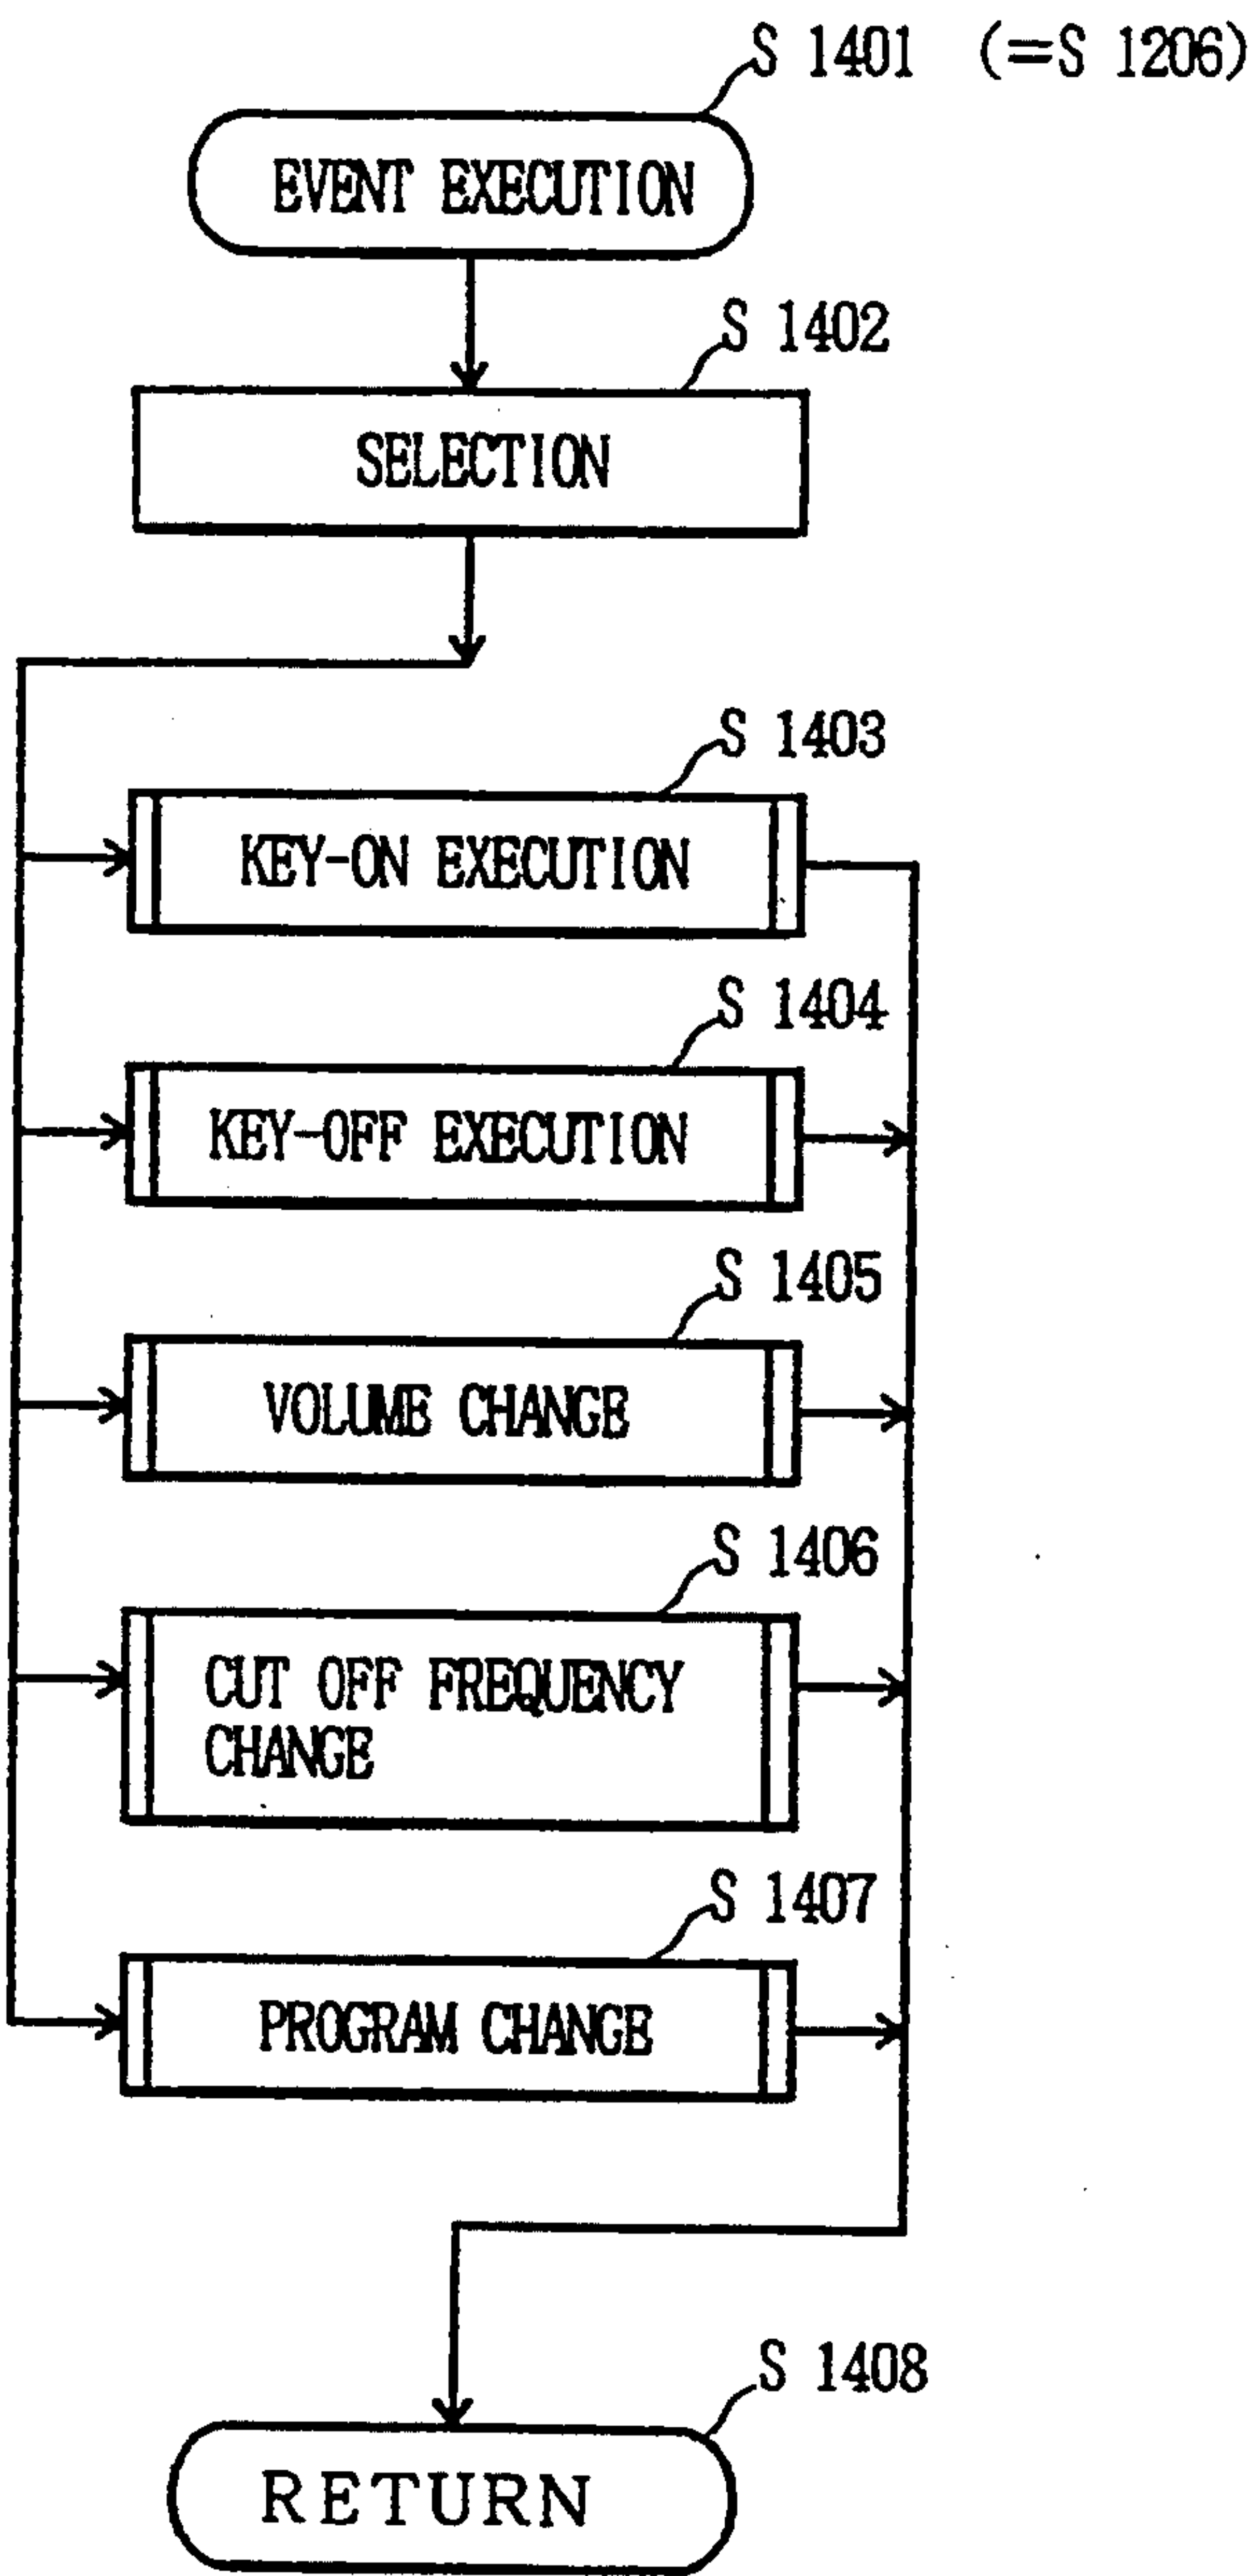 S 1401 (=S 1206)
EVENT EXECUTION
S 1402
SELECTION
S 1403
KEY-ON EXECUTION
S 1404
KEY-OFF EXECUTION
S 1405
VOLUME CHANGE
S 1406
CUT OFF FREQUENCY
CHANGE
S 1407
PROGRAM CHANGE
S 1408
RETURN